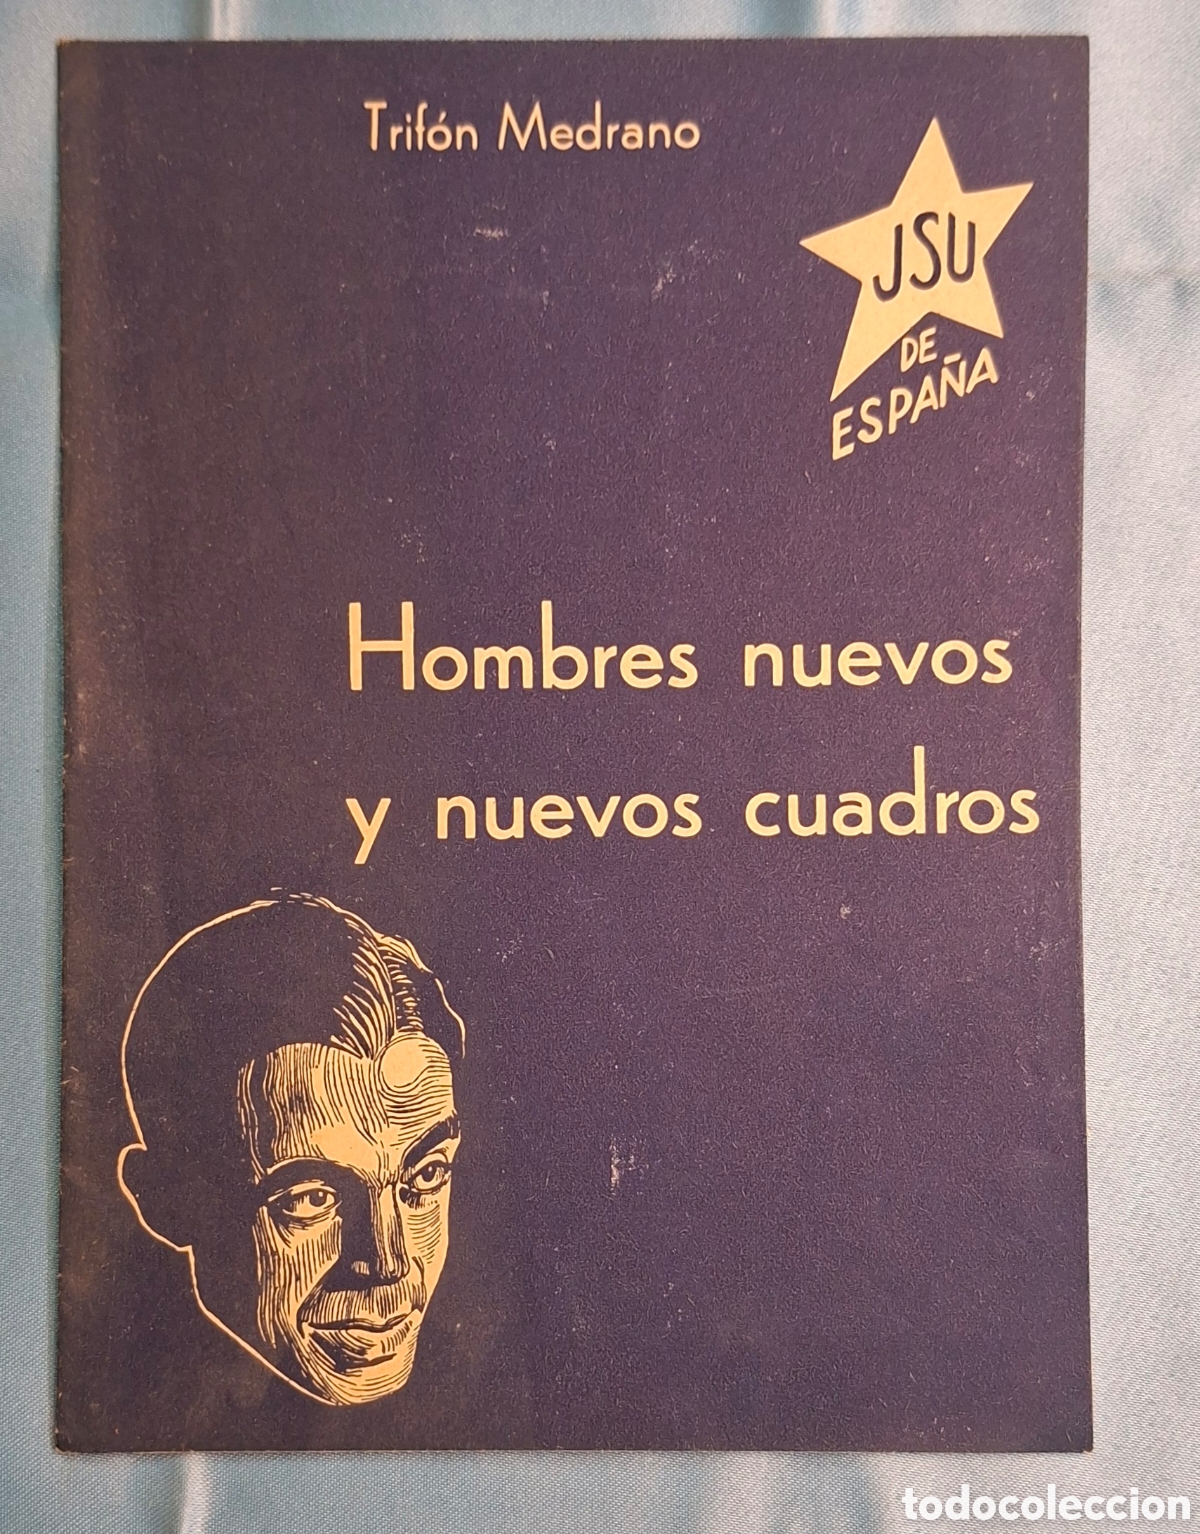 Trifón Medrano
JSU
DE
ESPAÑA
Hombres nuevos
y nuevos cuadros
todocoleccion